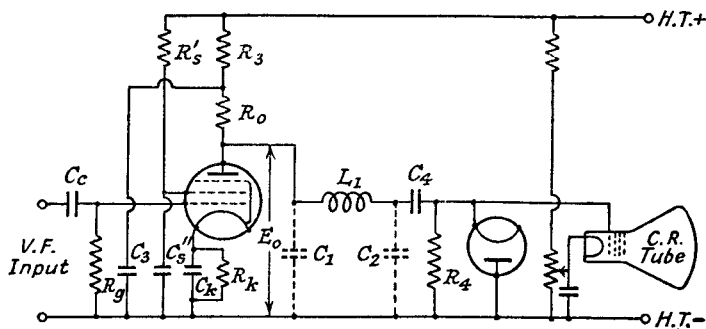 H.T.+
R's
R3
Ro
Cc
L1
C4
V.F.
Input
Rg
C3
C"s
Ck
Rk
Eo
C1
C2
R4
C.R.
Tube
H.T.-